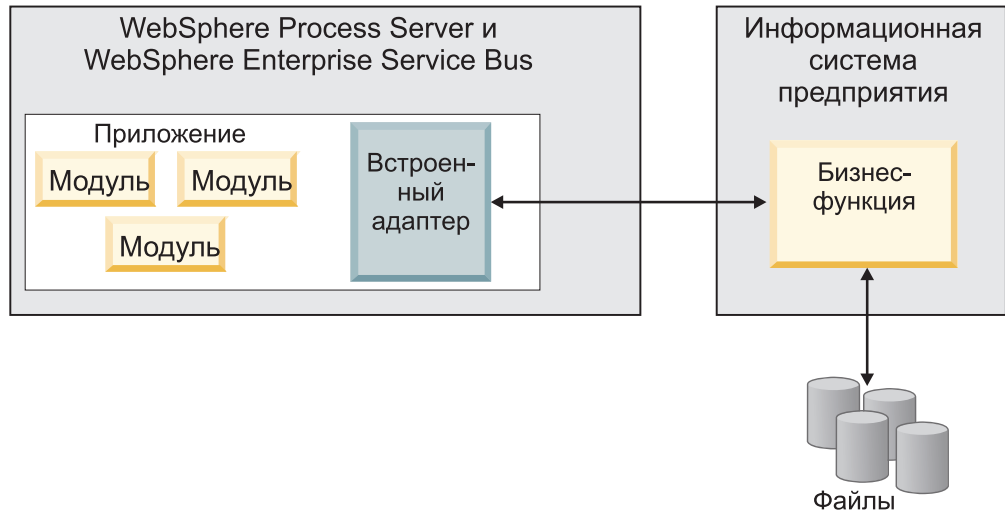 WebSphere Process Server и
WebSphere Enterprise Service Bus
Приложение
Модуль
Модуль
Модуль
Встроен-
ный
адаптер
Информационная
система
предприятия
Бизнес-
функция
Файлы